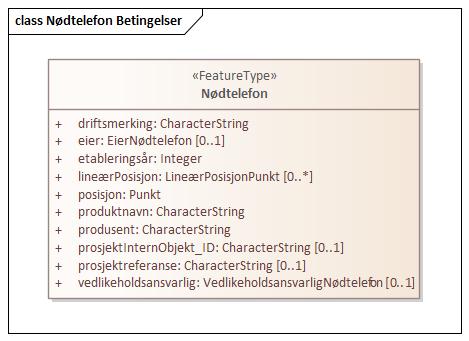 class Nødtelefon Betingelser
«FeatureType»
Nødtelefon
+ driftsmerking: CharacterString
+ eier: EierNødtelefon [0..1]
+ etableringsår: Integer
+ lineærPosisjon: LineærPosisjonPunkt [0..*]
+ posisjon: Punkt
+ produktnavn: CharacterString
+ produsent: CharacterString
+ prosjektInternObjekt_ID: CharacterString [0..1]
+ prosjektreferanse: CharacterString [0..1]
+ vedlikeholdsansvarlig: VedlikeholdsansvarligNødtelefon [0..1]